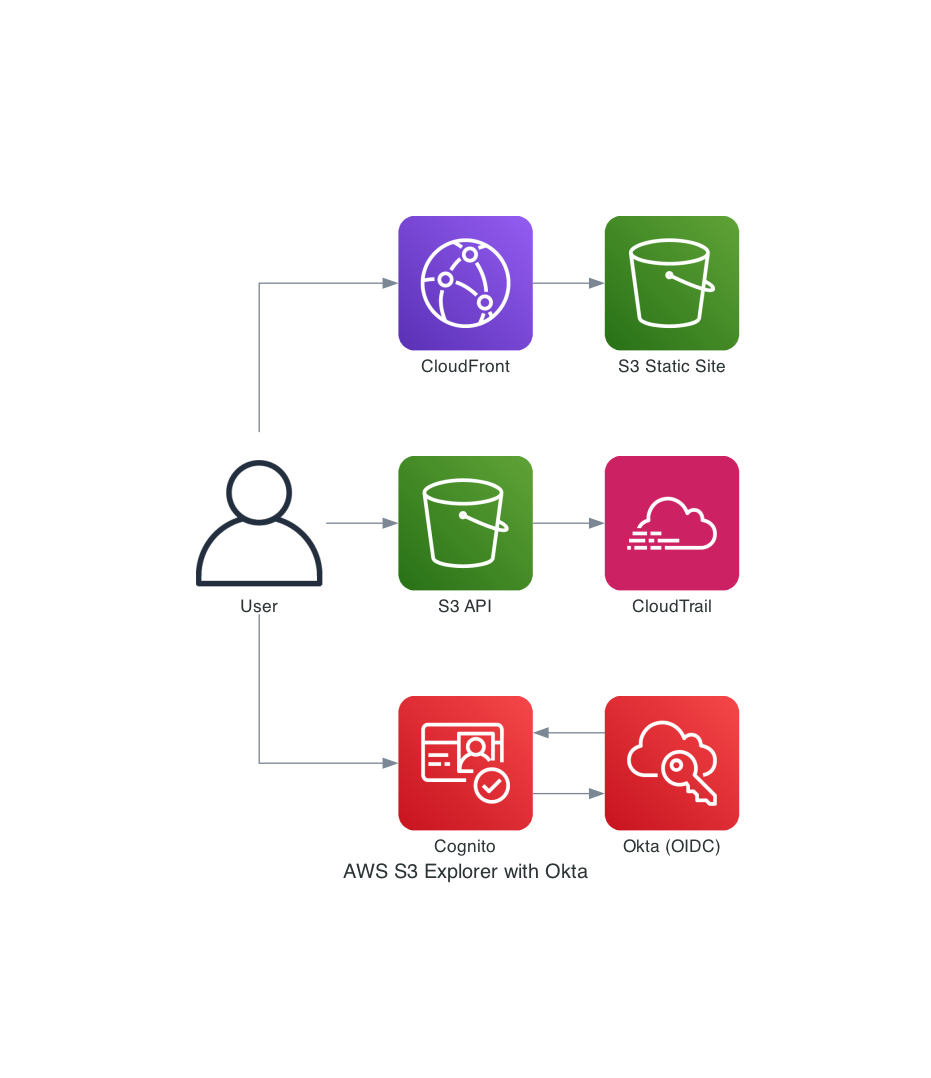 CloudFront
S3 Static Site
User
S3 API
CloudTrail
Cognito
Okta (OIDC)
AWS S3 Explorer with Okta